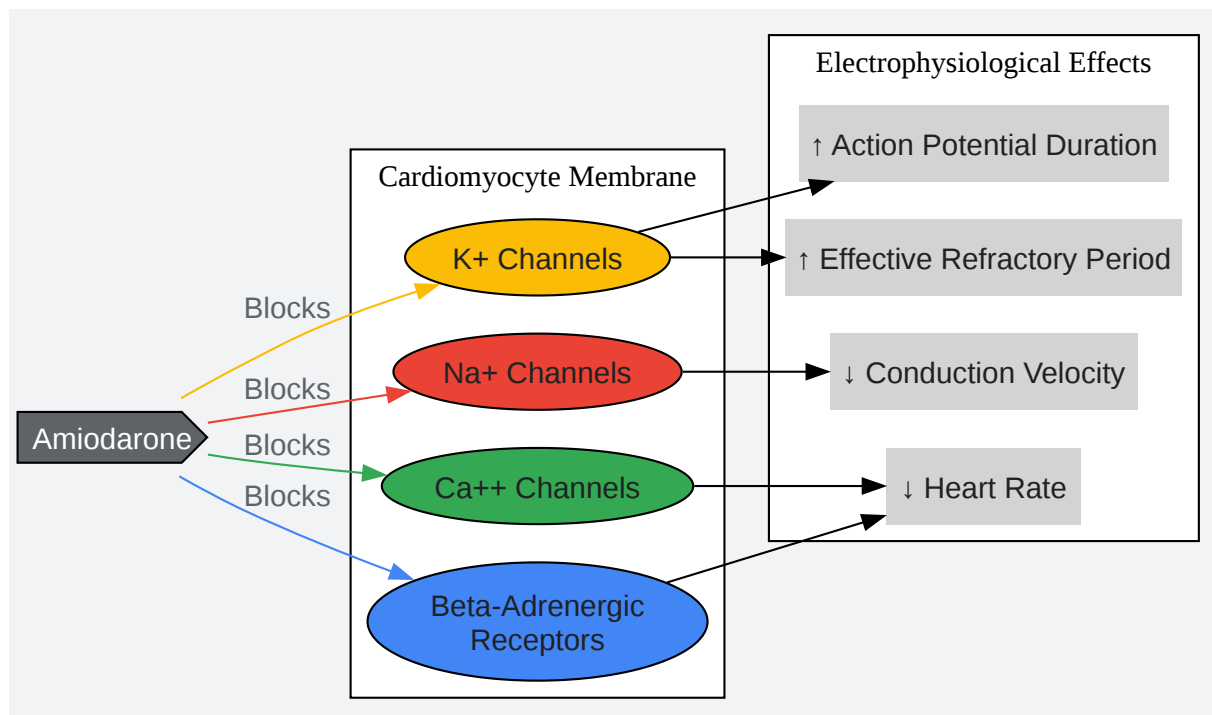 Electrophysiological Effects
↑ Action Potential Duration
Cardiomyocyte Membrane
K+ Channels
↑ Effective Refractory Period
Blocks
Na+ Channels
↓ Conduction Velocity
Blocks
Amiodarone
Blocks
Ca++ Channels
↓ Heart Rate
Blocks
Beta-Adrenergic
Receptors